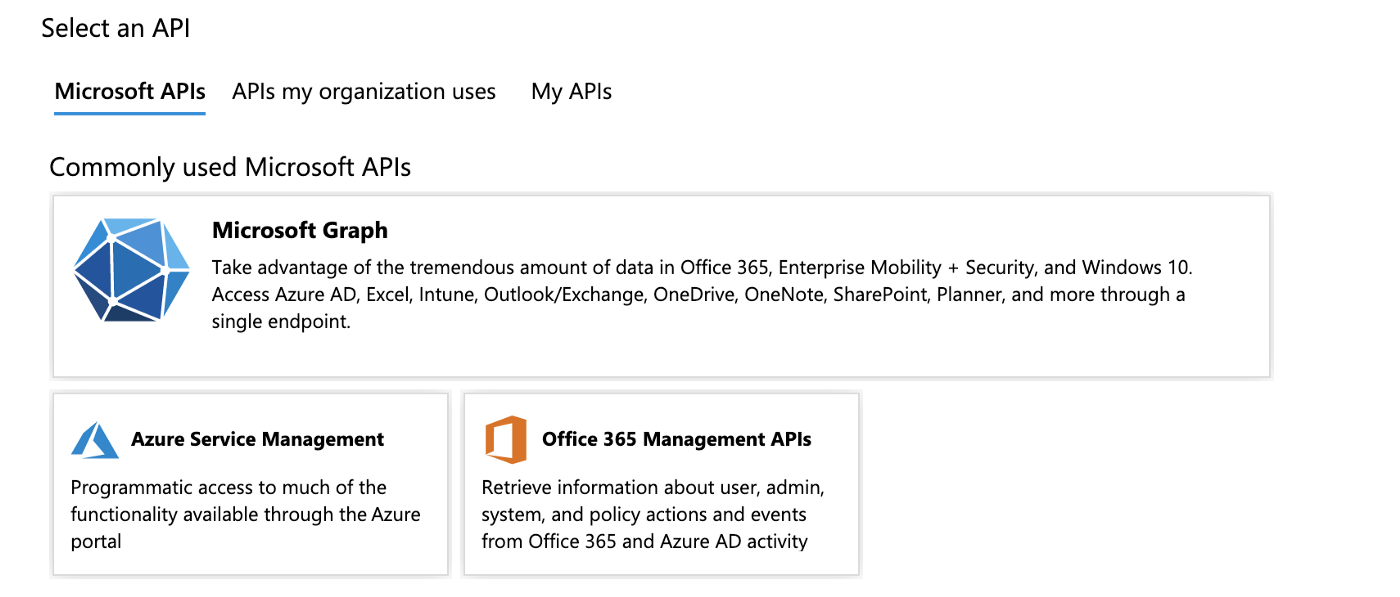 Select an API
Microsoft APIs APIs my organization uses My APIs
Commonly used Microsoft APIs
Microsoft Graph
Take advantage of the tremendous amount of data in Office 365, Enterprise Mobility + Security, and Windows 10.
Access Azure AD, Excel, Intune, Outlook/Exchange, OneDrive, OneNote, SharePoint, Planner, and more through a
single endpoint.
Azure Service Management
Programmatic access to much of the
functionality available through the Azure
portal
Office 365 Management APIs
Retrieve information about user, admin,
system, and policy actions and events
from Office 365 and Azure AD activity